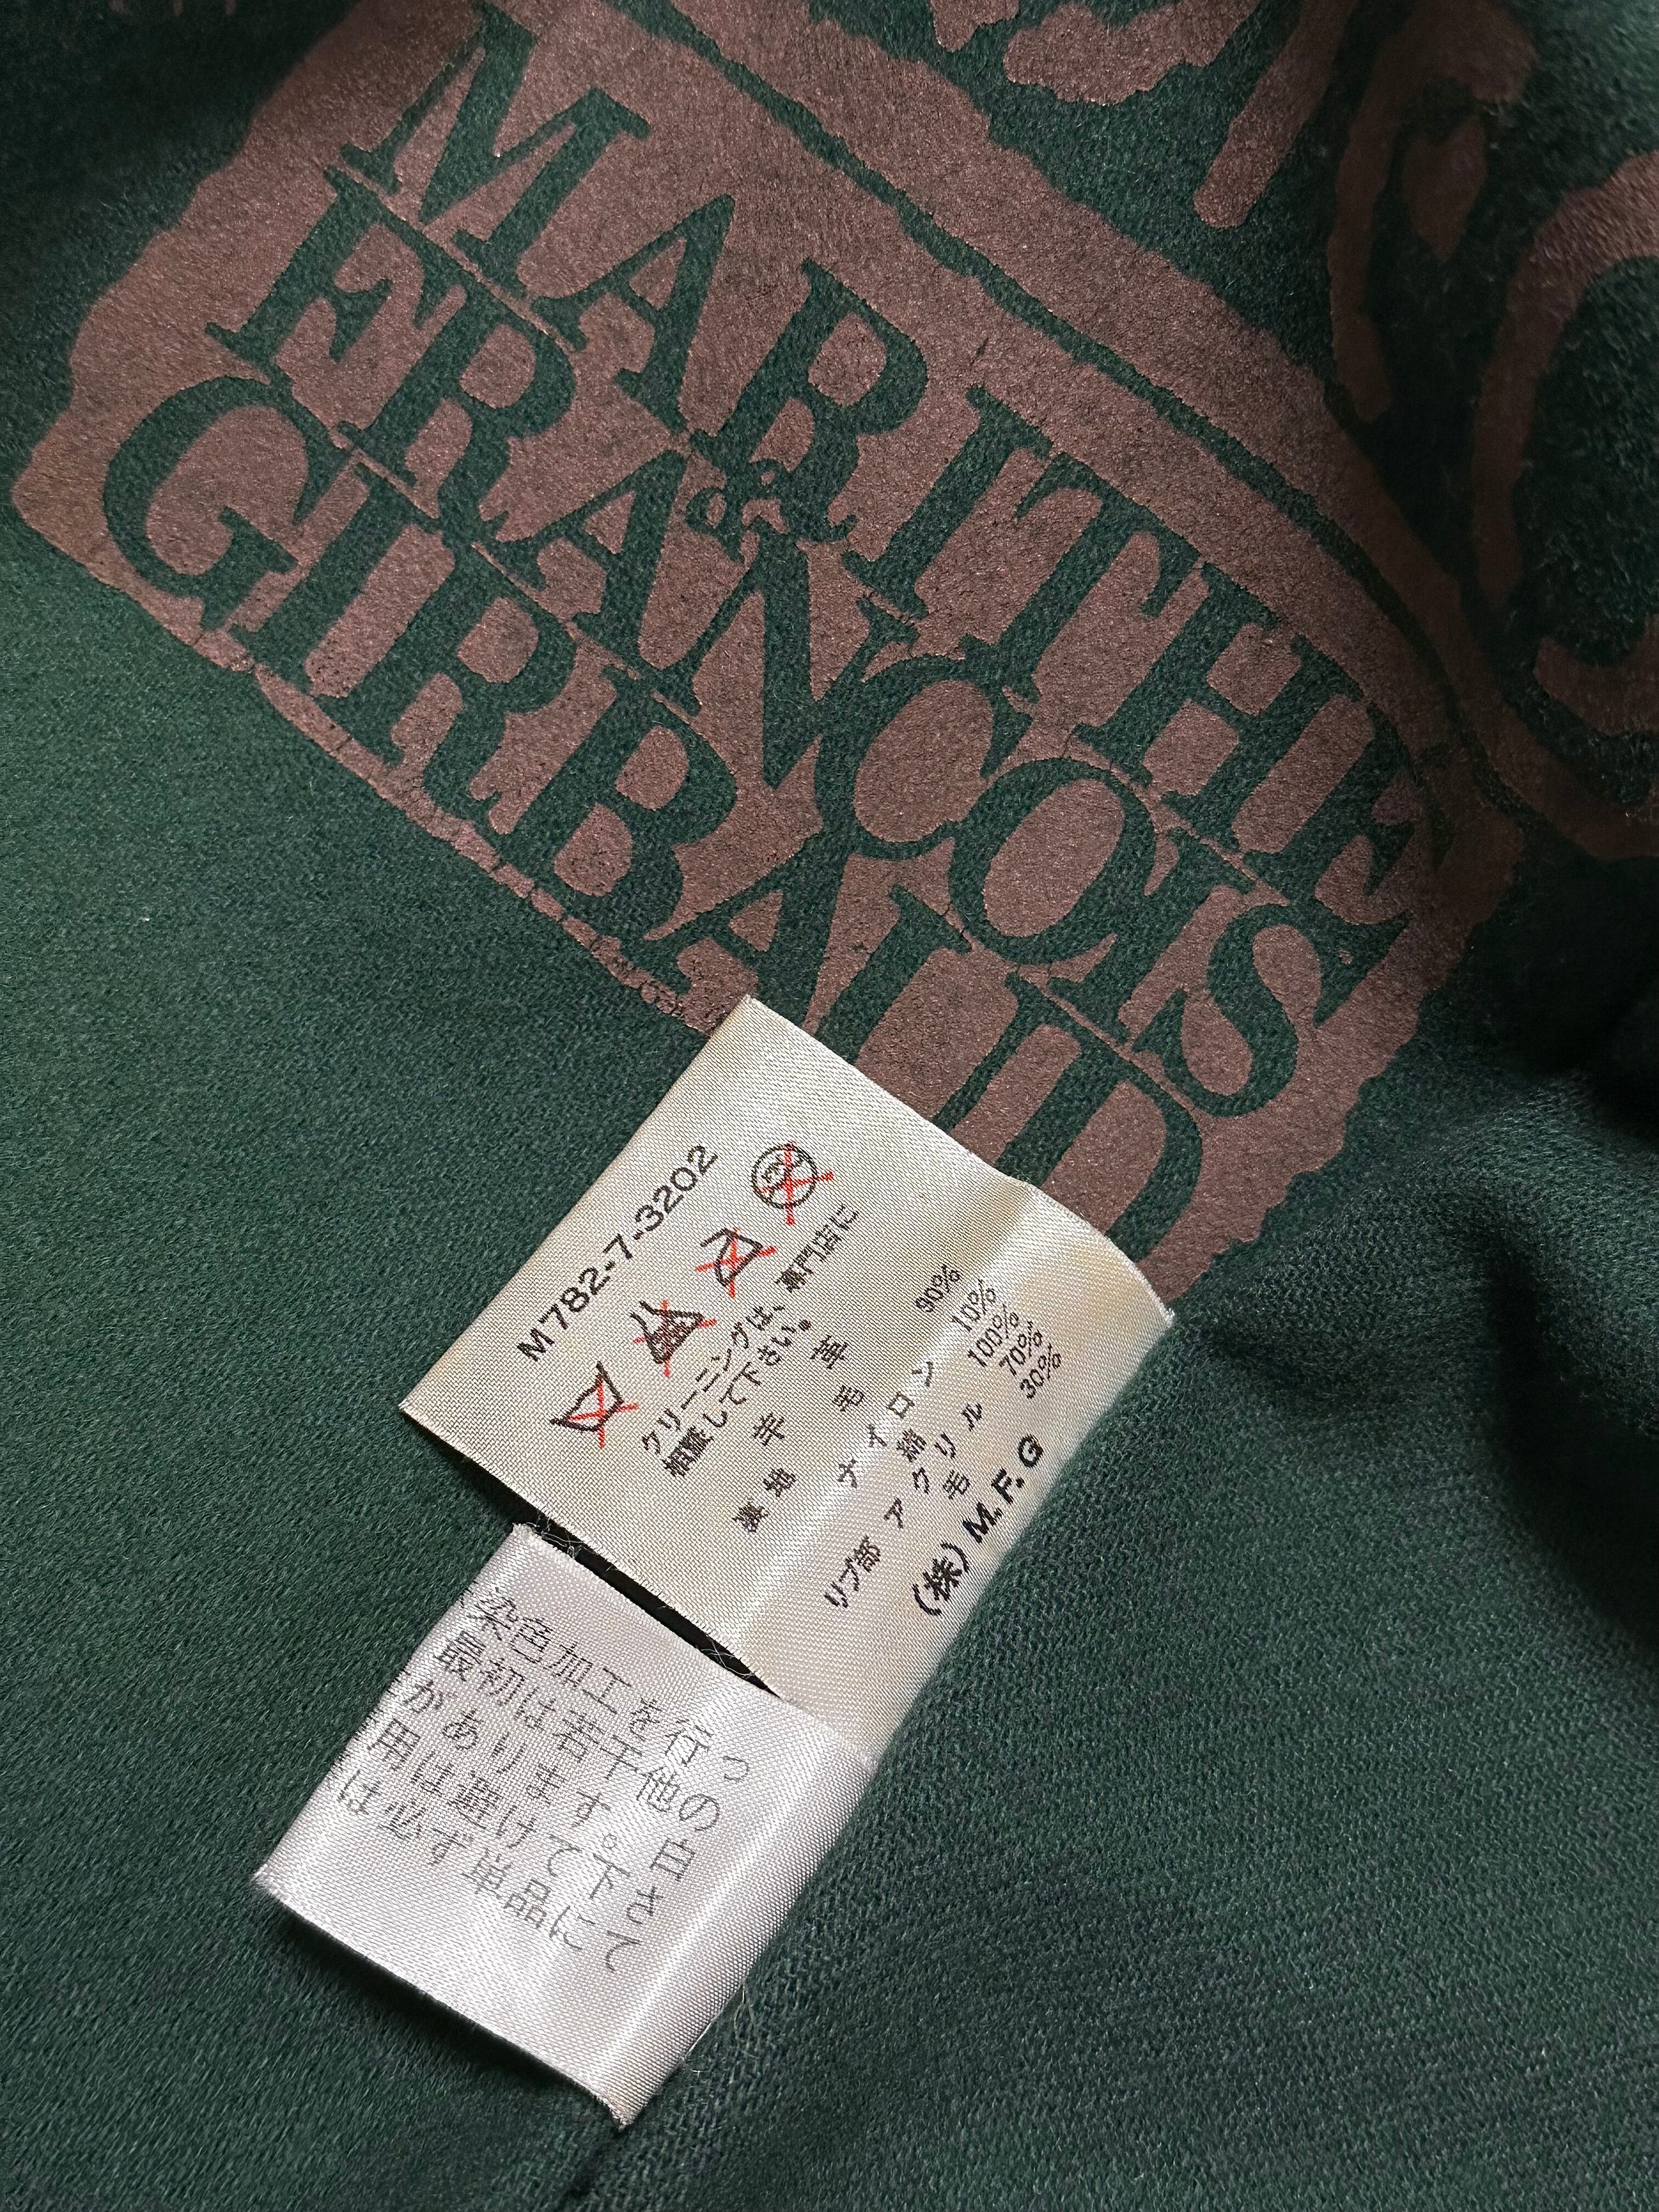 MARITHE
&
FRANCOIS
GIRBAUD
M782-7-3202
クリーニングは、専門店に
相談して下さい。
羊 革
裏 地 毛 90%
ナイロン 10%
綿 100%
リブ部 アクリル 70%
毛 30%
(株) M.F.G
染色加工を行っ
最初は若干他の
があります。白
用は避けて下さ
は必ず単品にて